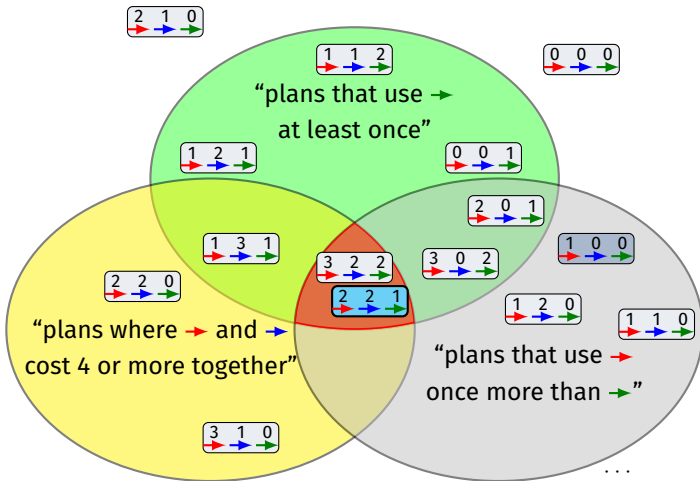 2 1 0
1 1 2
0 0 0
“plans that use →
at least once”
1 2 1
0 0 1
2 0 1
1 3 1
3 2 2
3 0 2
1 0 0
2 2 0
2 2 1
1 2 0
1 1 0
“plans where → and →
cost 4 or more together”
“plans that use →
once more than →”
3 1 0
...